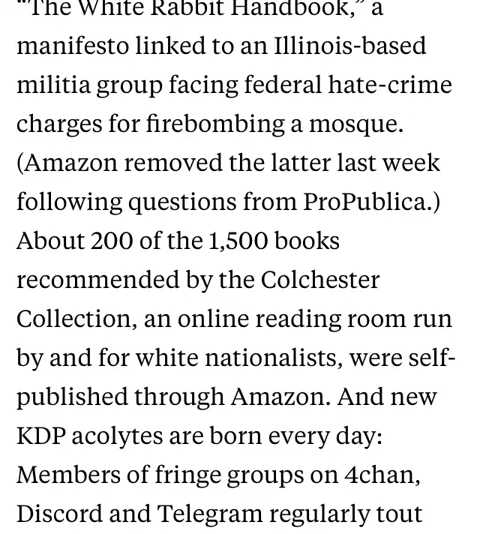 “The White Rabbit Handbook,” a
manifesto linked to an Illinois-based
militia group facing federal hate-crime
charges for firebombing a mosque.
(Amazon removed the latter last week
following questions from ProPublica.)
About 200 of the 1,500 books
recommended by the Colchester
Collection, an online reading room run
by and for white nationalists, were self-
published through Amazon. And new
KDP acolytes are born every day:
Members of fringe groups on 4chan,
Discord and Telegram regularly tout